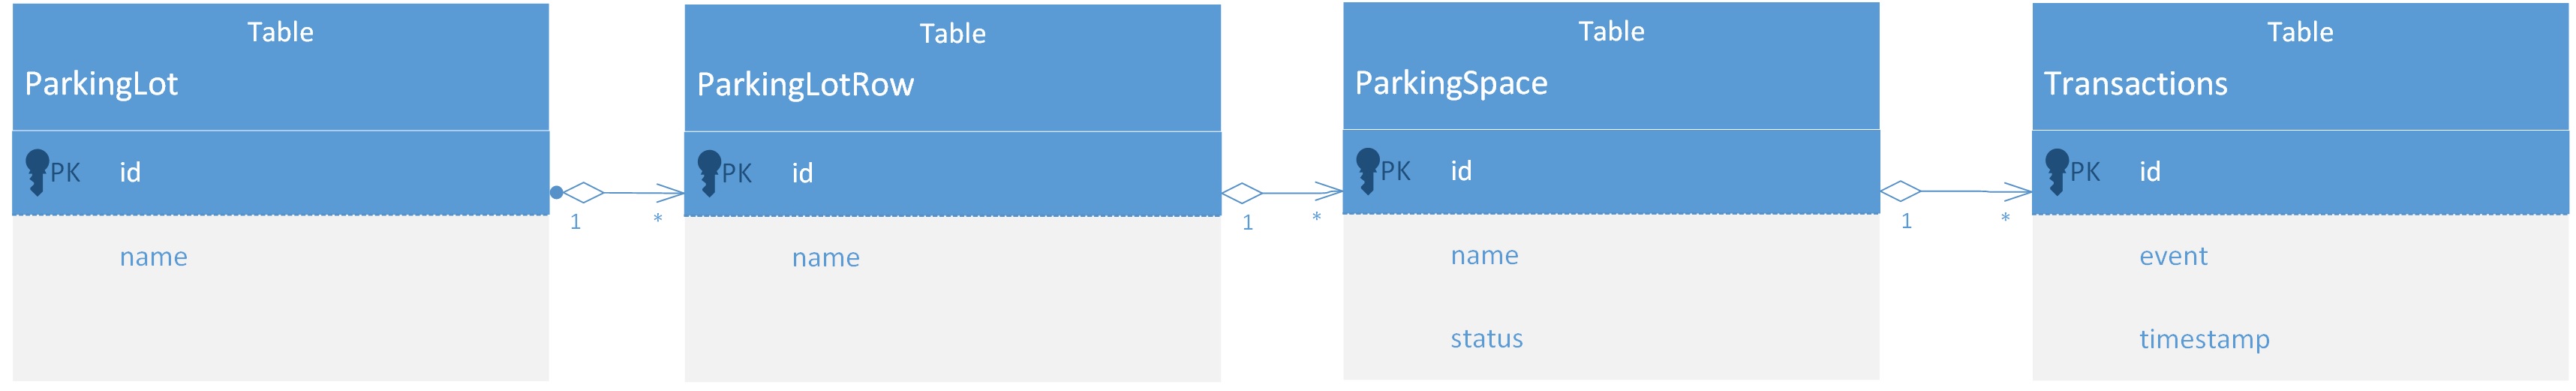 Table
ParkingLot
PK id
name
1 *
Table
ParkingLotRow
PK id
name
1 *
Table
ParkingSpace
PK id
name
status
1 *
Table
Transactions
PK id
event
timestamp